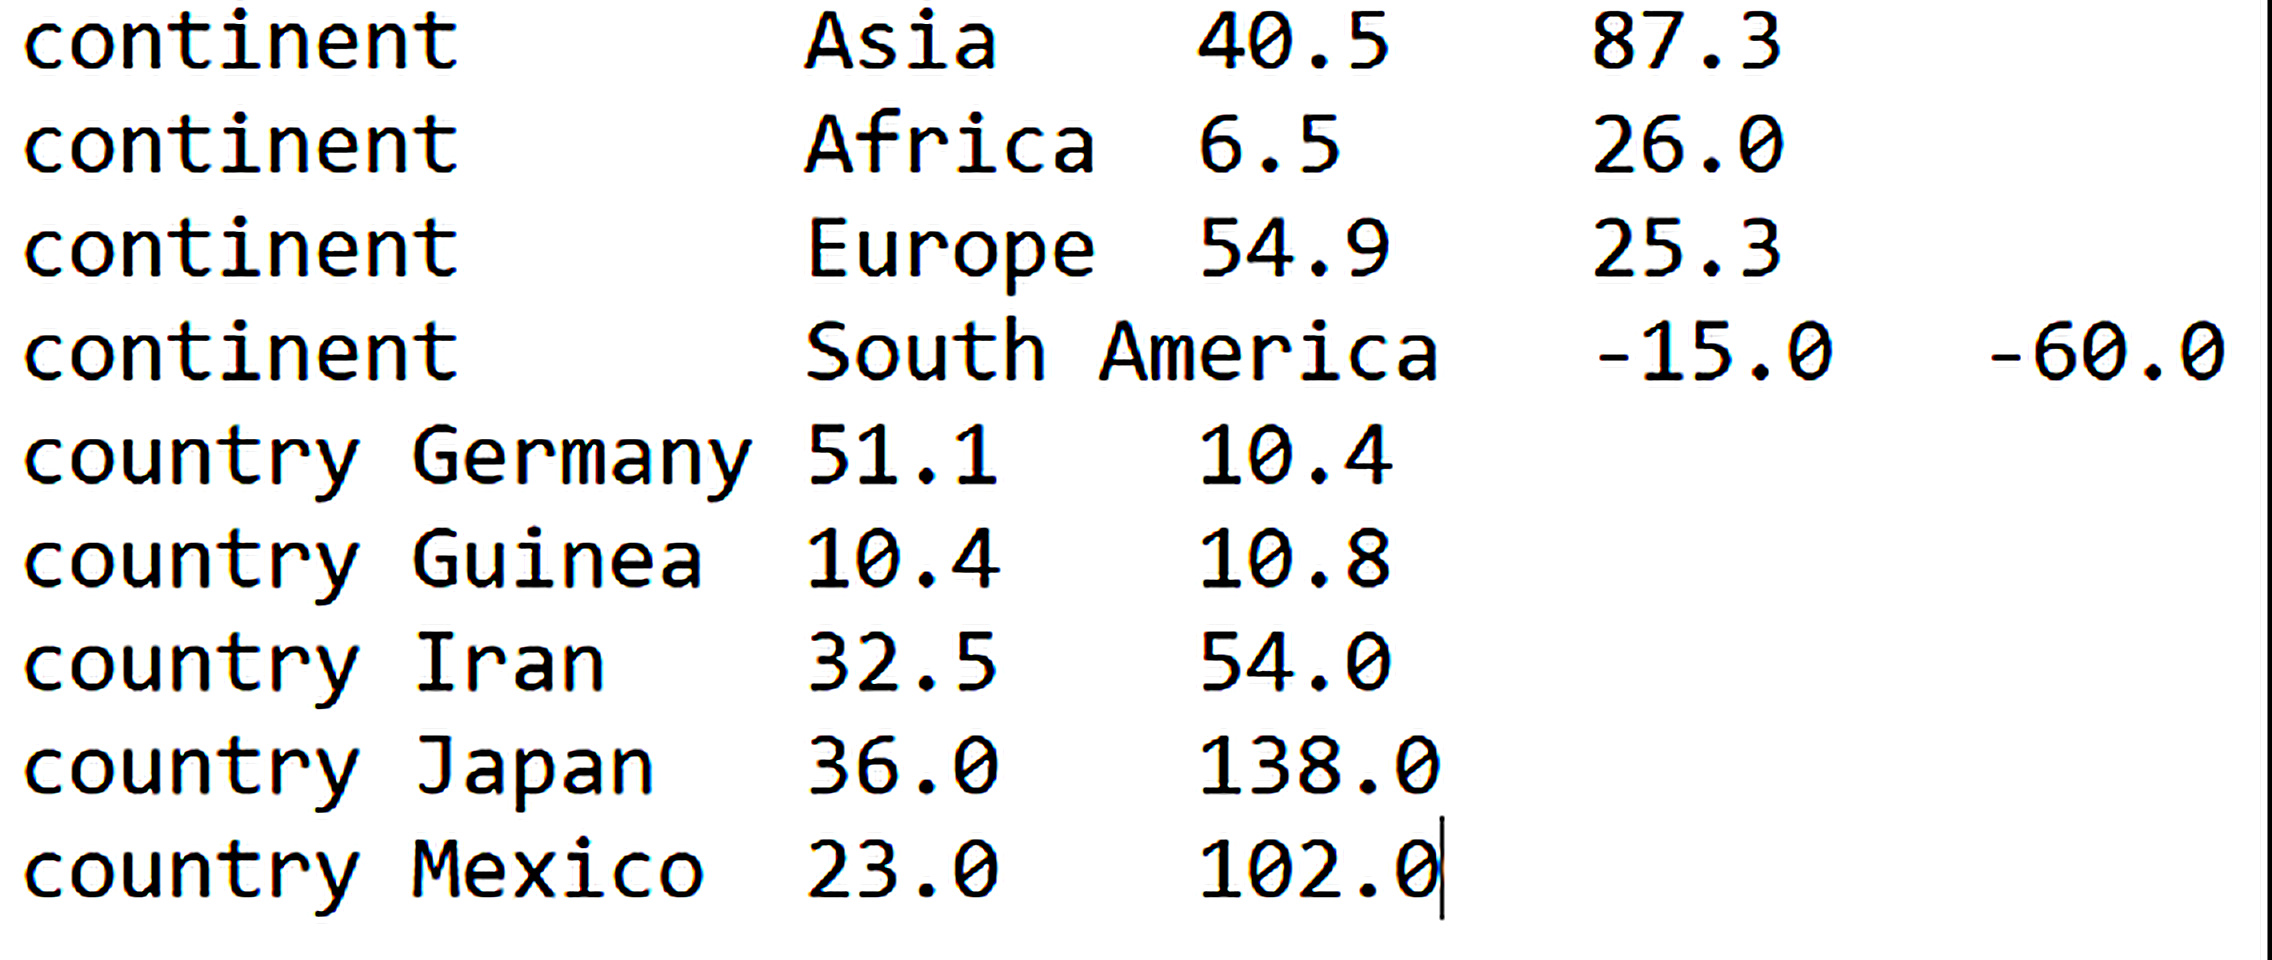 continent Asia 40.5 87.3
continent Africa 6.5 26.0
continent Europe 54.9 25.3
continent South America -15.0 -60.0
country Germany 51.1 10.4
country Guinea 10.4 10.8
country Iran 32.5 54.0
country Japan 36.0 138.0
country Mexico 23.0 102.0